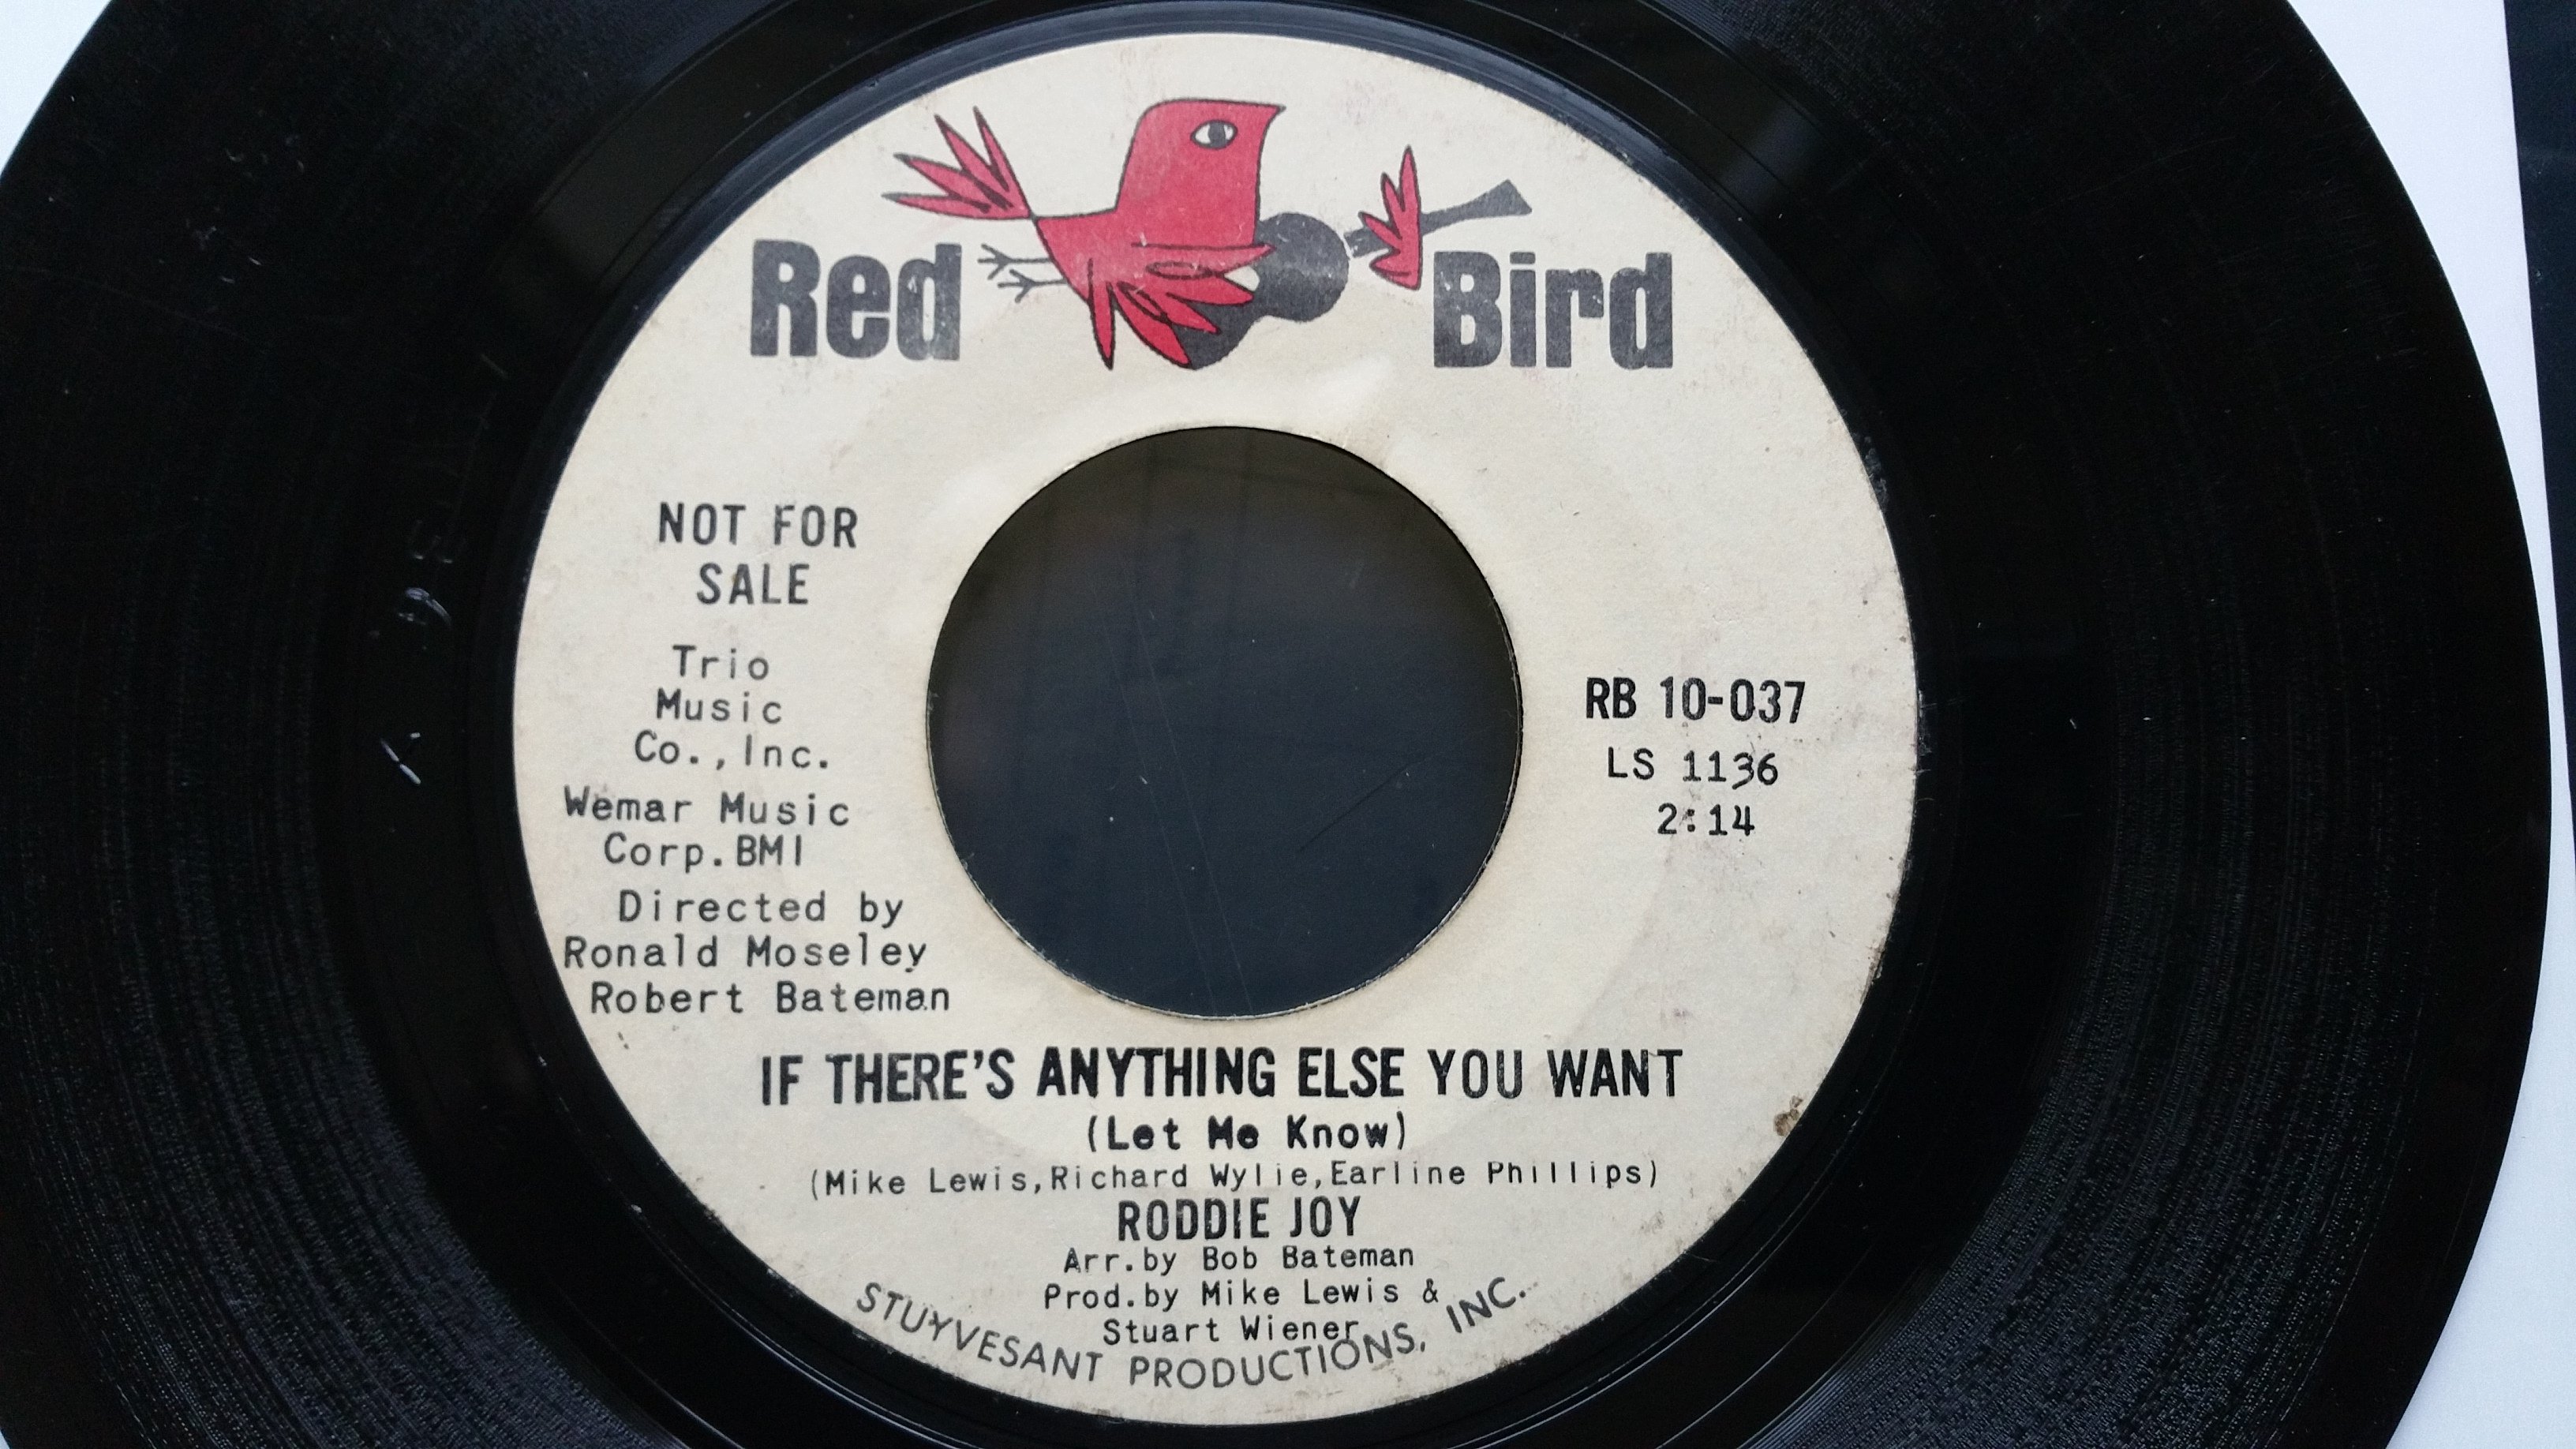 Red Bird
NOT FOR
SALE
Trio
Music
Co., Inc.
Wemar Music
Corp. BMI
Directed by
Ronald Moseley
Robert Bateman
RB 10-037
LS 1136
2:14
IF THERE'S ANYTHING ELSE YOU WANT
(Let Me Know)
(Mike Lewis, Richard Wylie, Earline Phillips)
RODDIE JOY
Arr. by Bob Bateman
Prod. by Mike Lewis &
Stuart Wiener
STUYVESANT PRODUCTIONS, INC.